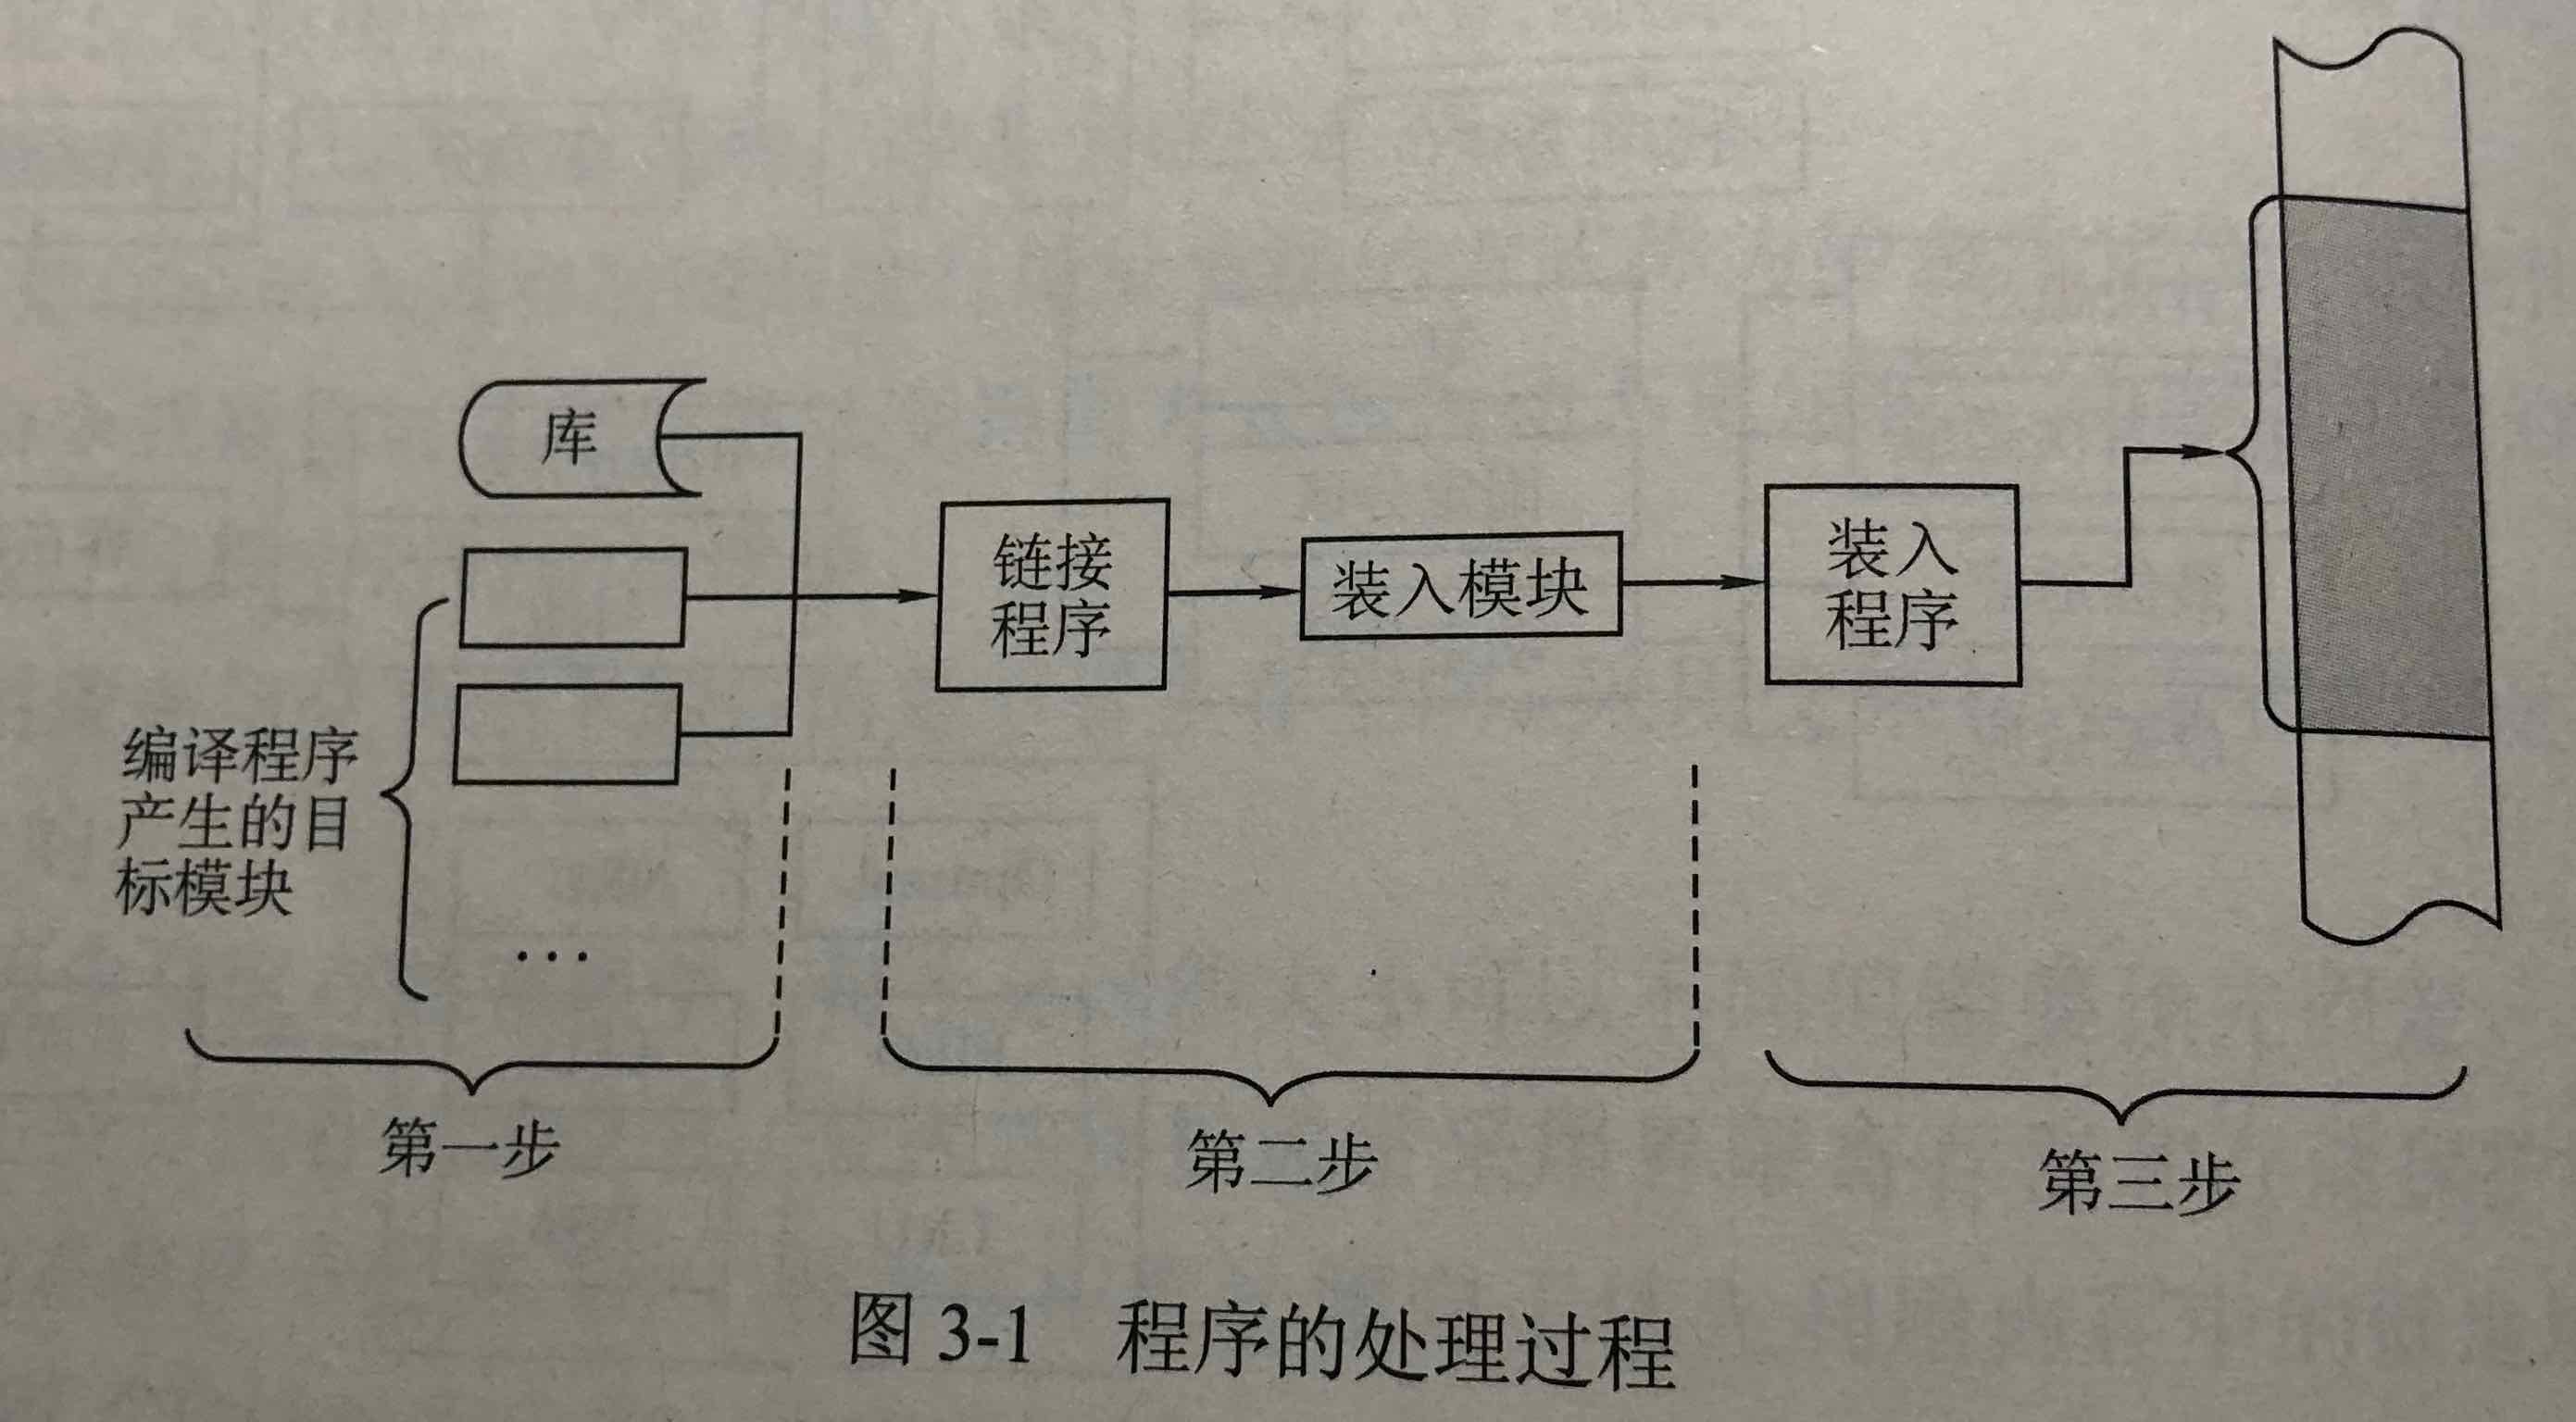 库
链接
程序
装入模块
装入
程序
编译程序
产生的目
标模块
···
第一步
第二步
第三步
图 3-1 程序的处理过程